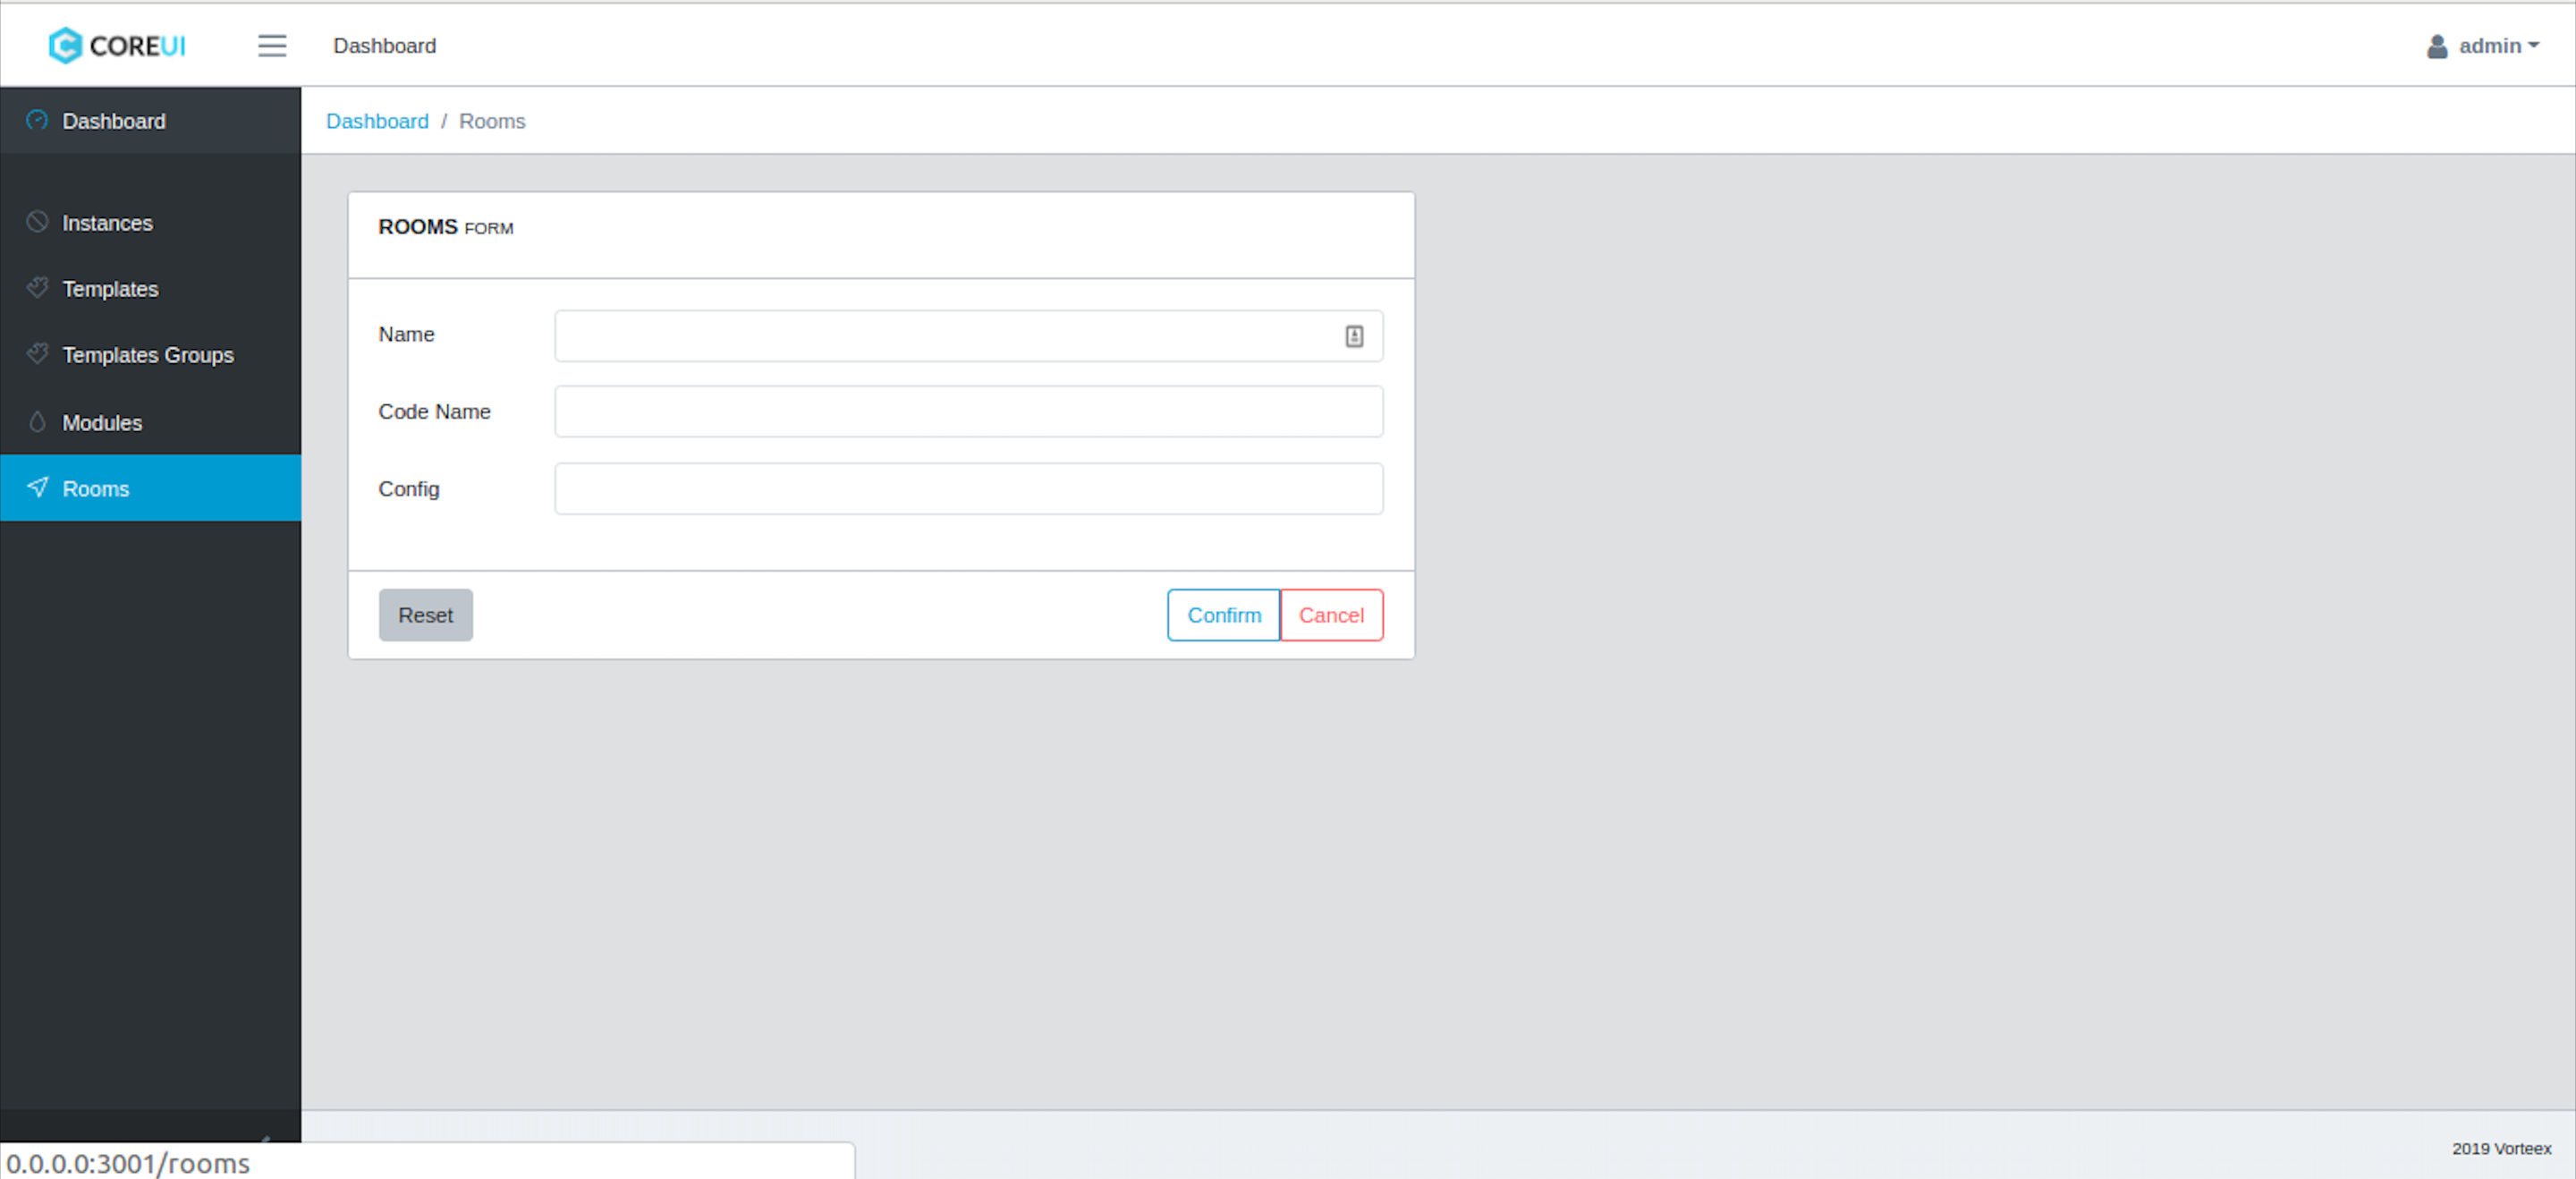 COREUI
Dashboard
admin
Dashboard
Instances
Templates
Templates Groups
Modules
Rooms
Dashboard / Rooms
ROOMS FORM
Name
Code Name
Config
Reset
Confirm
Cancel
0.0.0.0:3001/rooms
2019 Vorteex